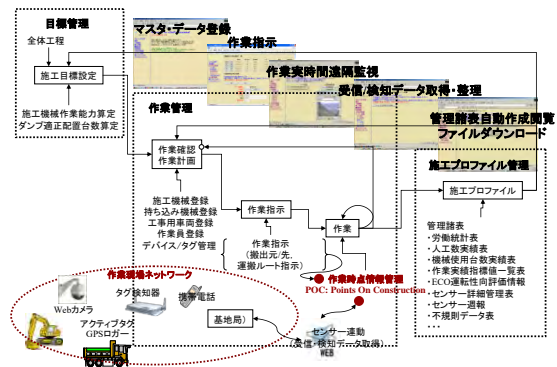 目標管理
全体工程
施工目標設定
施工機械作業能力算定
ダンプ適正配置台数算定
マスタ・データ登録
作業指示
作業実時間遠隔監視
受信/検知データ取得・整理
管理諸表自動作成閲覧
ファイルダウンロード
作業管理
作業確認
作業計画
施工機械登録
持ち込み機械登録
工事用車両登録
作業員登録
デバイス/タグ管理
作業指示
作業指示
(搬出元/先,
運搬ルート指示)
作業
施工プロファイル管理
施工プロファイル
管理諸表
・労働統計表
・人工数実績表
・機械使用台数実績表
・作業実績指標値一覧表
・ECO運転性向評価情報
・センサー詳細管理表
・センサー週報
・不規則データ表
・・・
作業時点情報管理
POC: Points On Construction
作業現場ネットワーク
Webカメラ
タグ検知器
携帯電話
アクティブタグ
GPSロガー
基地局)
センサー連動
(受信・検知データ取得)
WEB